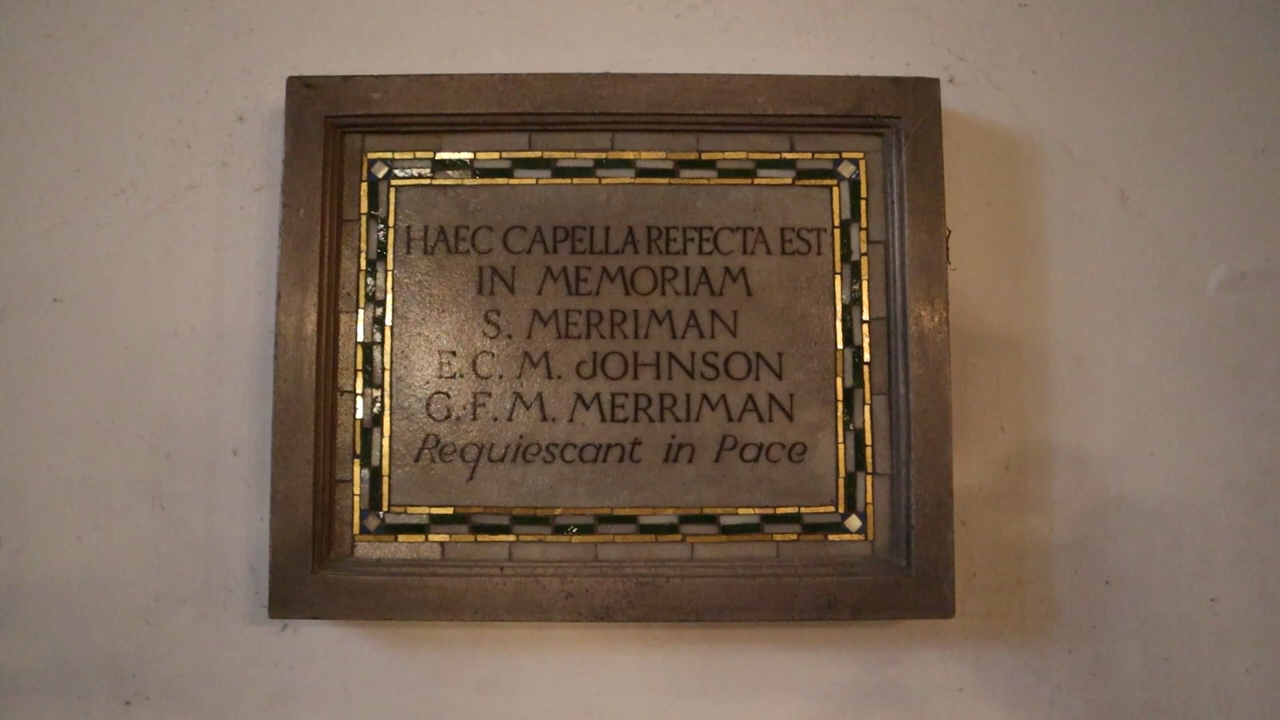 HAEC CAPELLA REFECTA EST
IN MEMORIAM
S. MERRIMAN
E. C. M. JOHNSON
G. F. M. MERRIMAN
Requiescant in Pace